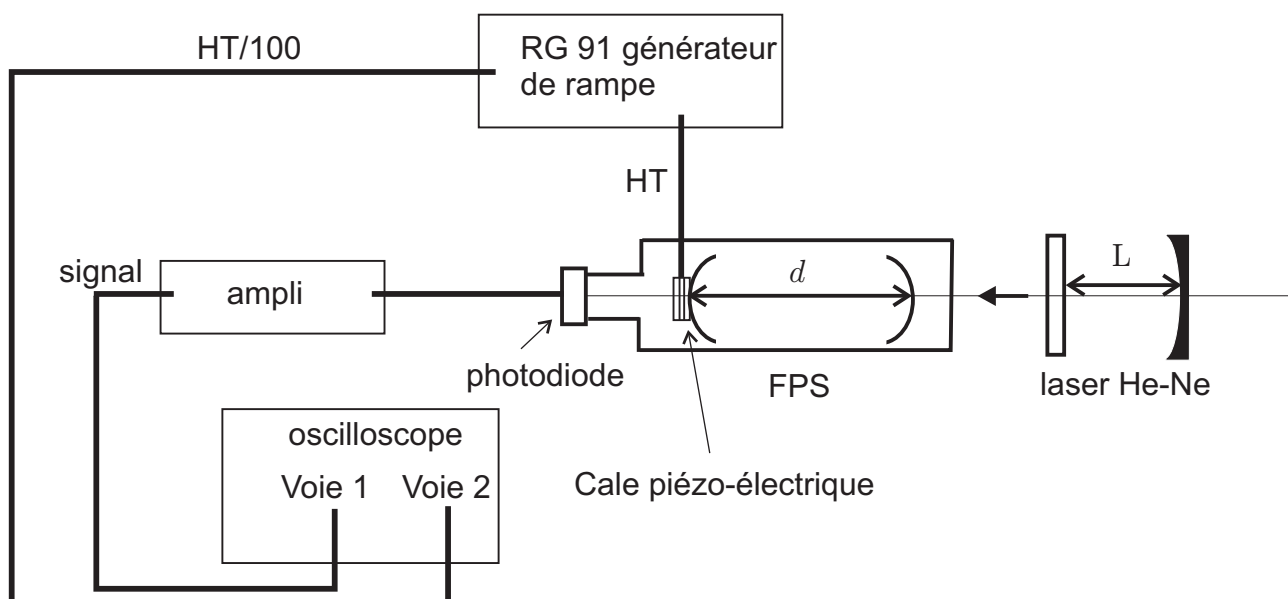 HT/100
RG 91 générateur
de rampe
HT
signal
ampli
d
L
photodiode
FPS
laser He-Ne
oscilloscope
Voie 1 Voie 2
Cale piézo-électrique